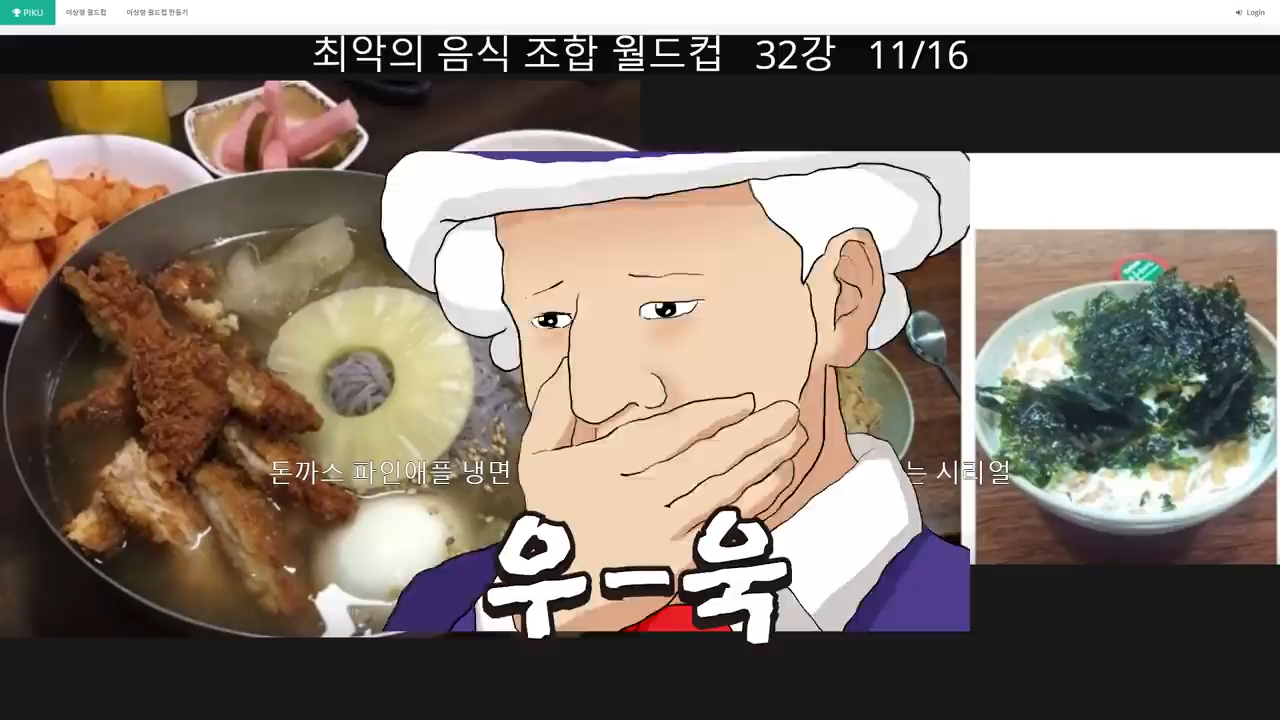 PIKU 이상형 월드컵 이상형 월드컵 만들기 Login
최악의 음식 조합 월드컵 32강 11/16
돈까스 파인애플 냉면
는 시리얼
우-욱